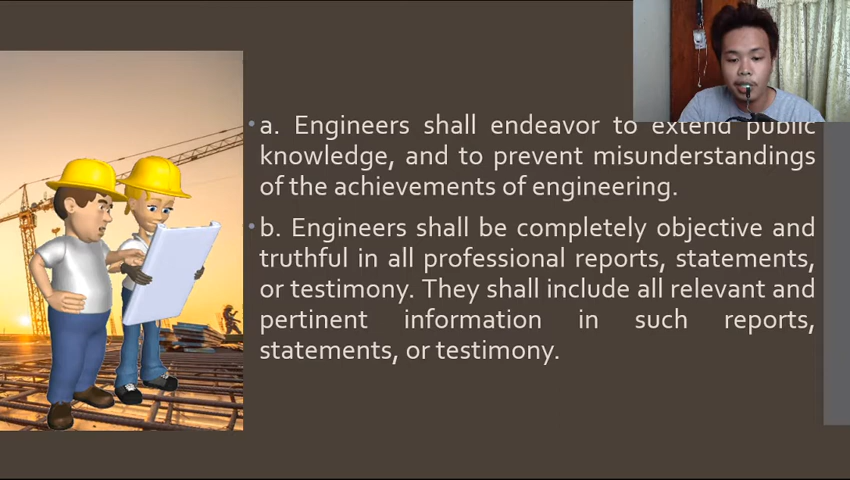 a. Engineers shall endeavor to extend public
knowledge, and to prevent misunderstandings
of the achievements of engineering.
b. Engineers shall be completely objective and
truthful in all professional reports, statements,
or testimony. They shall include all relevant and
pertinent information in such reports,
statements, or testimony.